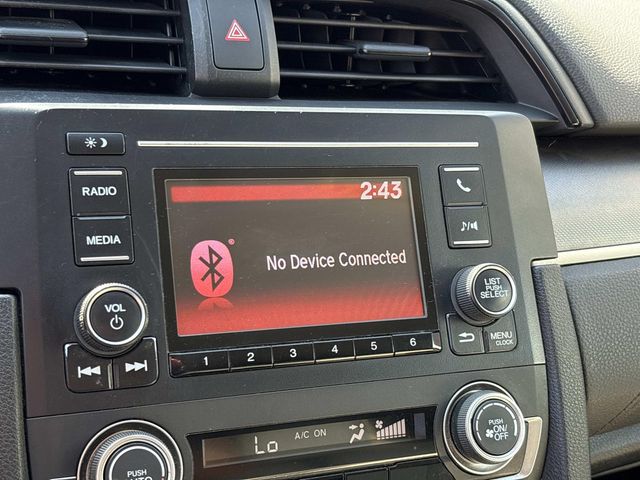 RADIO
MEDIA
VOL
2:43
No Device Connected
LIST
PUSH
SELECT
MENU
CLOCK
1 2 3 4 5 6
Lo A/C ON
PUSH
AUTO
PUSH
ON/
OFF